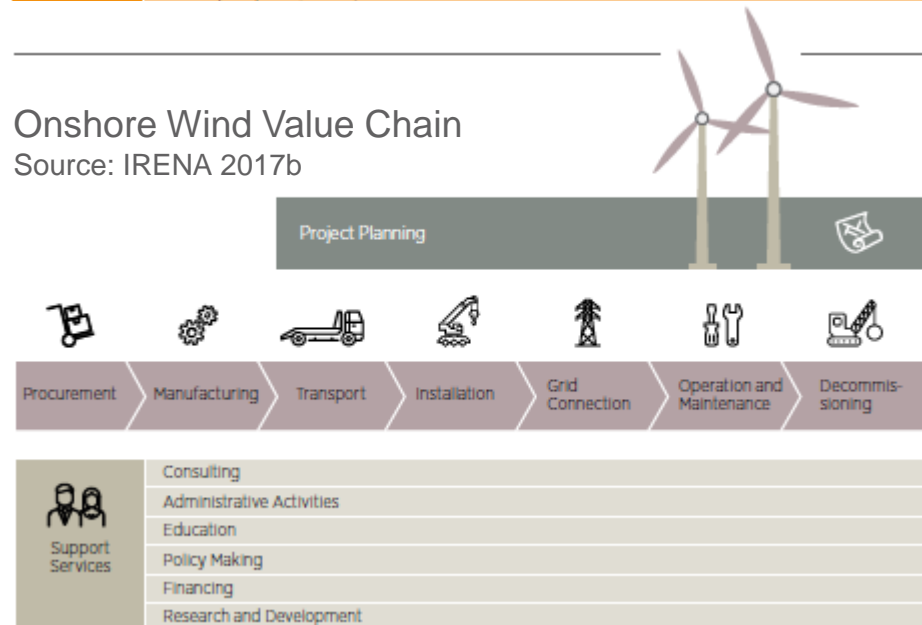 Onshore Wind Value Chain
Source: IRENA 2017b
Project Planning
Procurement
Manufacturing
Transport
Installation
Grid
Connection
Operation and
Maintenance
Decommis-
sioning
Support
Services
Consulting
Administrative Activities
Education
Policy Making
Financing
Research and Development